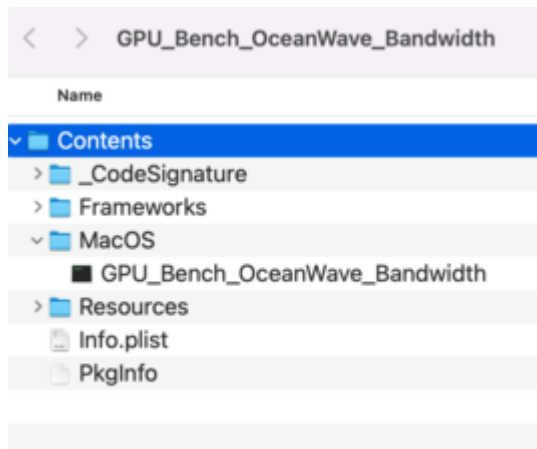 GPU_Bench_OceanWave_Bandwidth
Name
Contents
_CodeSignature
Frameworks
MacOS
GPU_Bench_OceanWave_Bandwidth
Resources
Info.plist
PkgInfo